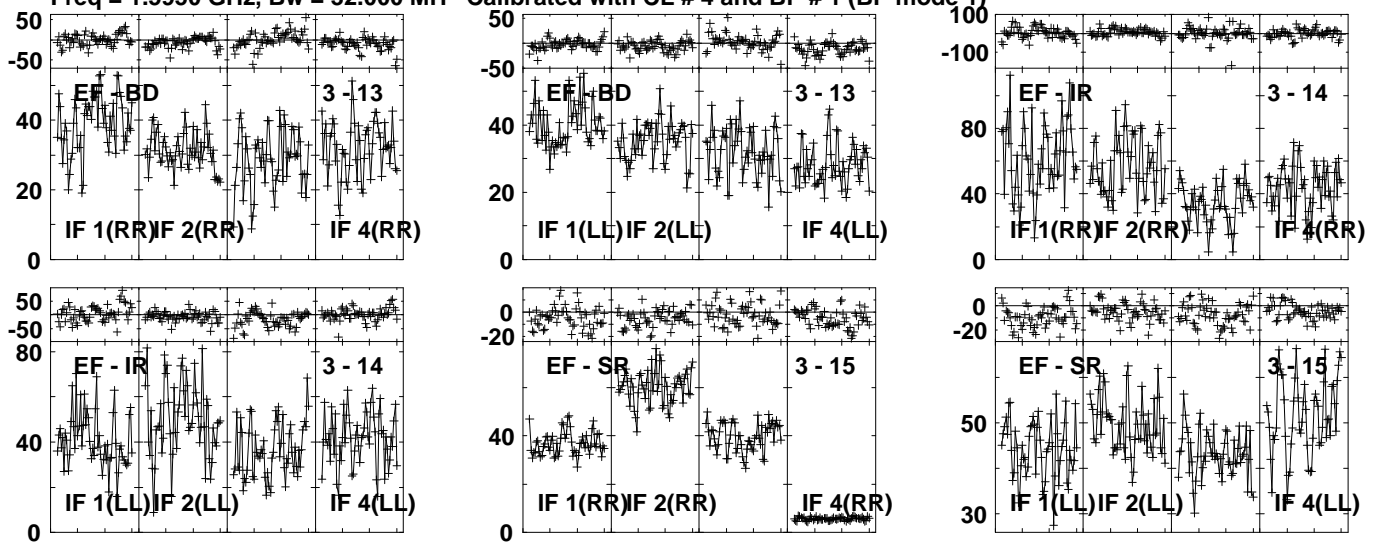 Freq = GHz, Bw = 32.000 MH Calibrated with CL # 4 and BP # 1 (BP mode 1)
50
0
-50
EF - BD
3 - 13
40
20
0
IF 1(RR)
IF 2(RR)
IF 4(RR)
50
0
-50
EF - BD
3 - 13
40
20
0
IF 1(LL)
IF 2(LL)
IF 4(LL)
100
0
-100
EF - IR
3 - 14
80
40
0
IF 1(RR)
IF 2(RR)
IF 4(RR)
50
0
-50
EF - IR
3 - 14
80
40
0
IF 1(LL)
IF 2(LL)
IF 4(LL)
0
-20
EF - SR
3 - 15
40
0
IF 1(RR)
IF 2(RR)
IF 4(RR)
0
-20
EF - SR
3 - 15
50
30
IF 1(LL)
IF 2(LL)
IF 4(LL)